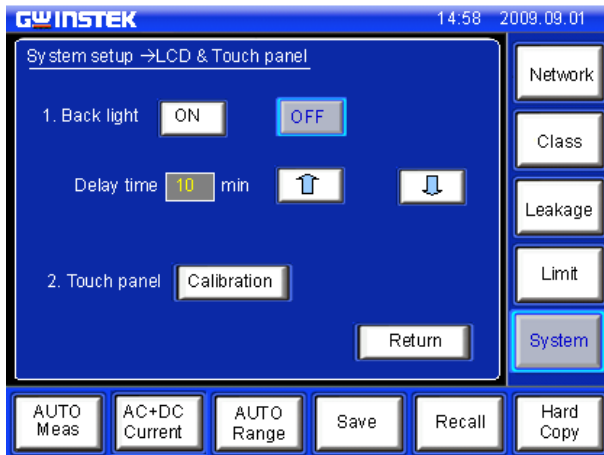 GWINSTEK 14:58 2009.09.01
System setup →LCD & Touch panel
1. Back light ON OFF
Delay time 10 min
2. Touch panel Calibration
Return
Network
Class
Leakage
Limit
System
AUTO
Meas
AC+DC
Current
AUTO
Range
Save
Recall
Hard
Copy